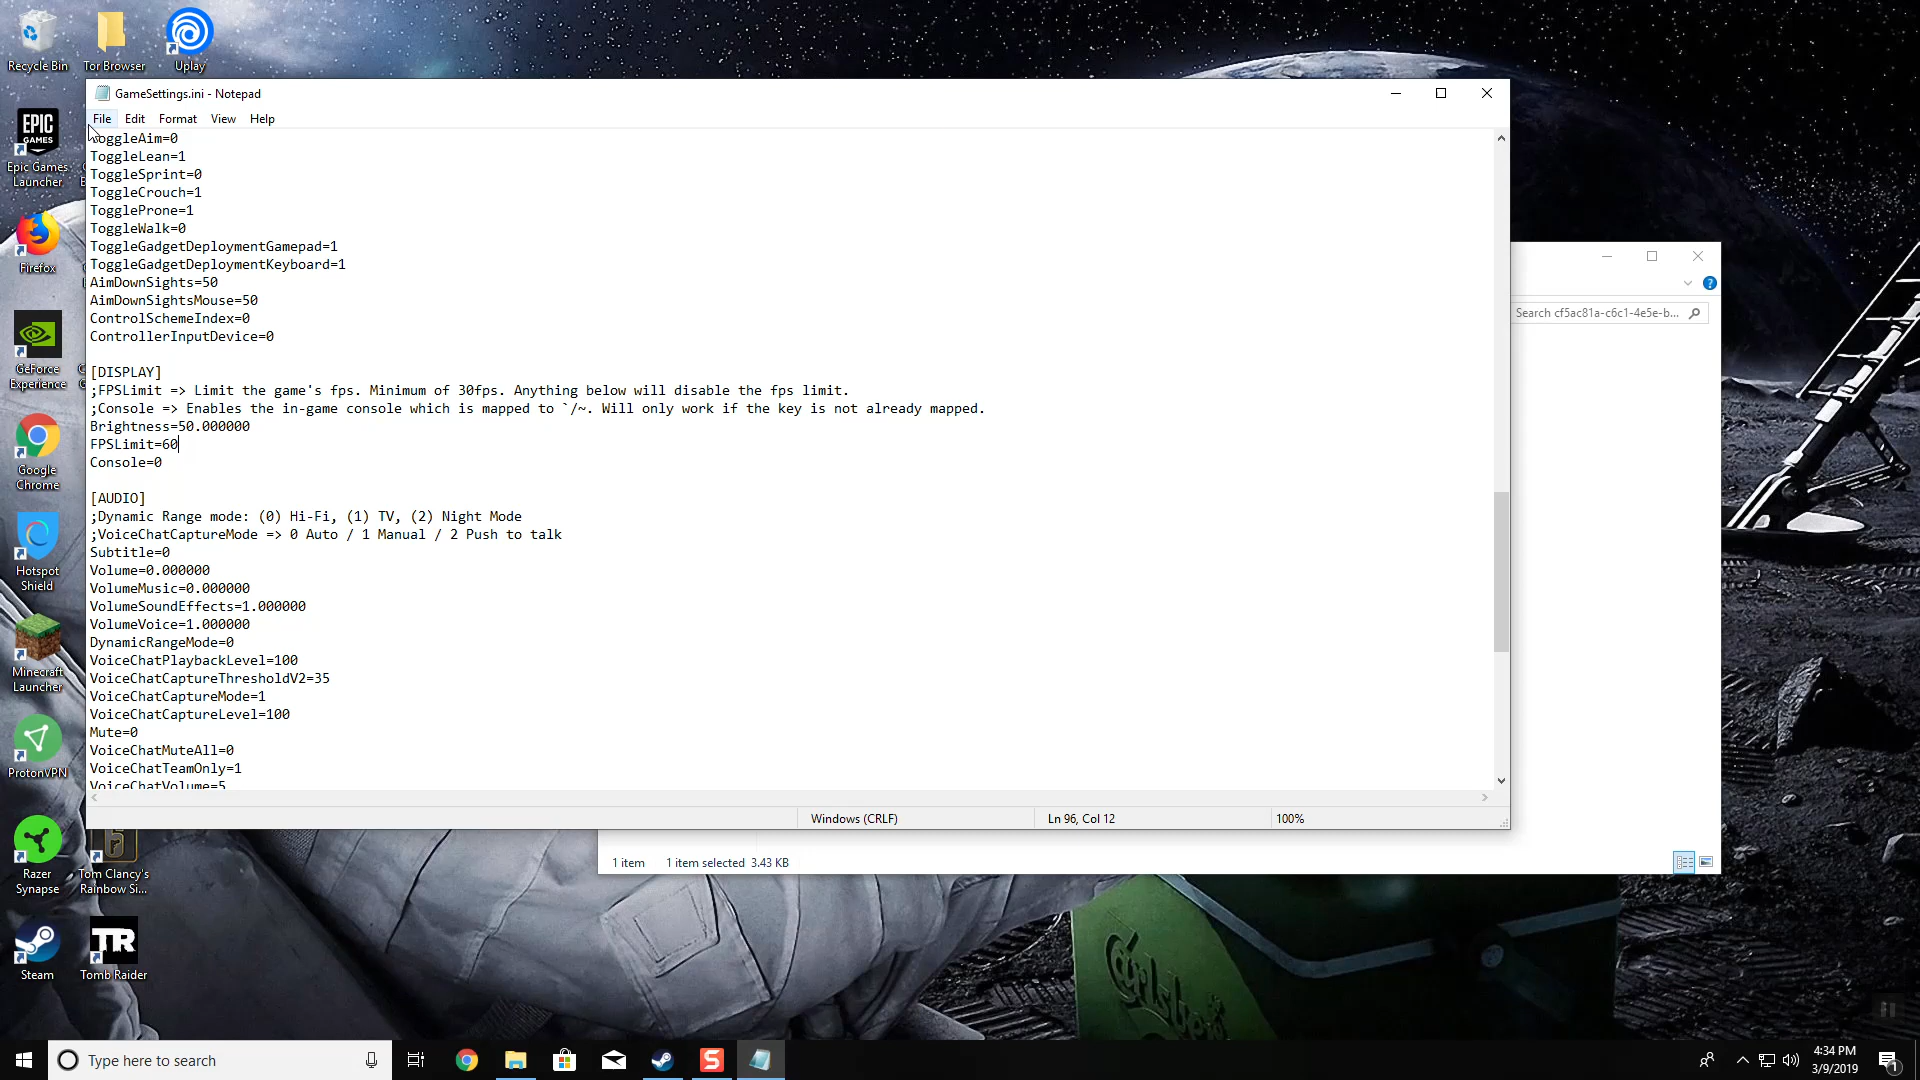 Recycle Bin
Tor Browser
Uplay
GameSettings.ini - Notepad
File Edit Format View Help
ToggleAim=0
ToggleLean=1
ToggleSprint=0
ToggleCrouch=1
ToggleProne=1
ToggleWalk=0
ToggleGadgetDeploymentGamepad=1
ToggleGadgetDeploymentKeyboard=1
AimDownSights=50
AimDownSightsMouse=50
ControlSchemeIndex=0
ControllerInputDevice=0
[DISPLAY]
;FPSLimit => Limit the game's fps. Minimum of 30fps. Anything below will disable the fps limit.
;Console => Enables the in-game console which is mapped to `/~. Will only work if the key is not already mapped.
Brightness=50.000000
FPSLimit=60
Console=0
[AUDIO]
;Dynamic Range mode: (0) Hi-Fi, (1) TV, (2) Night Mode
;VoiceChatCaptureMode => 0 Auto / 1 Manual / 2 Push to talk
Subtitle=0
Volume=0.000000
VolumeMusic=0.000000
VolumeSoundEffects=1.000000
VolumeVoice=1.000000
DynamicRangeMode=0
VoiceChatPlaybackLevel=100
VoiceChatCaptureThresholdV2=35
VoiceChatCaptureMode=1
VoiceChatCaptureLevel=100
Mute=0
VoiceChatMuteAll=0
VoiceChatTeamOnly=1
VoiceChatVolume=5
Windows (CRLF) Ln 96, Col 12 100%
Search cf5ac81a-c6c1-4e5e-b...
1 item 1 item selected 3.43 KB
EPIC
GAMES
Epic Games
Launcher
Firefox
GeForce
Experience
Google
Chrome
Hotspot
Shield
Minecraft
Launcher
ProtonVPN
Razer
Synapse
Tom Clancy's
Rainbow Si...
Steam
TR
Tomb Raider
Carlsberg
Type here to search
S
4:34 PM
3/9/2019
1